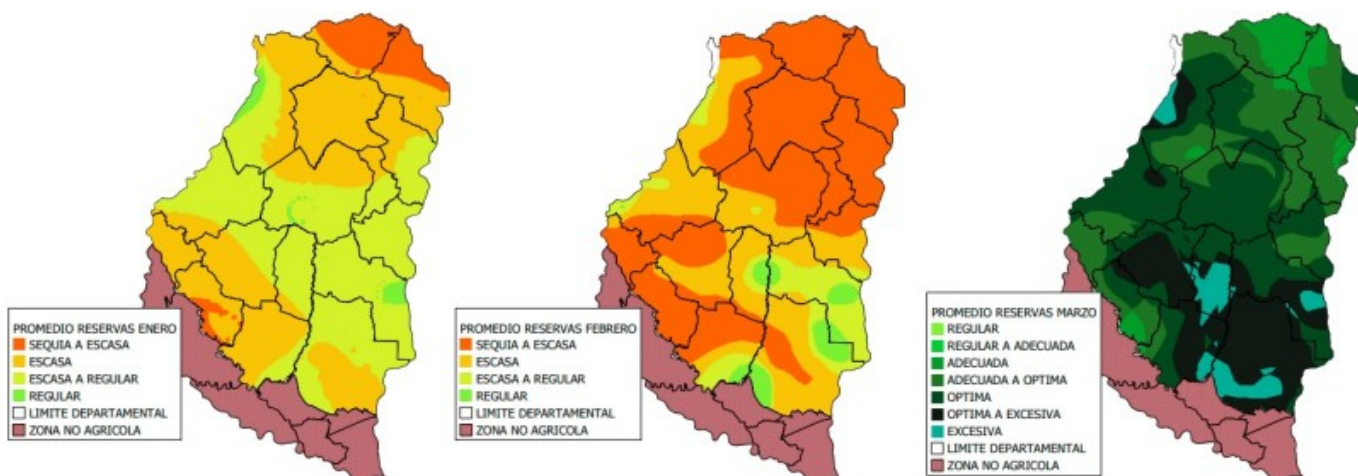 PROMEDIO RESERVAS ENERO
SEQUIA A ESCASA
ESCASA
ESCASA A REGULAR
REGULAR
LIMITE DEPARTAMENTAL
ZONA NO AGRICOLA
PROMEDIO RESERVAS FEBRERO
SEQUIA A ESCASA
ESCASA
ESCASA A REGULAR
REGULAR
LIMITE DEPARTAMENTAL
ZONA NO AGRICOLA
PROMEDIO RESERVAS MARZO
REGULAR
REGULAR A ADECUADA
ADECUADA
ADECUADA A OPTIMA
OPTIMA
OPTIMA A EXCESIVA
EXCESIVA
LIMITE DEPARTAMENTAL
ZONA NO AGRICOLA